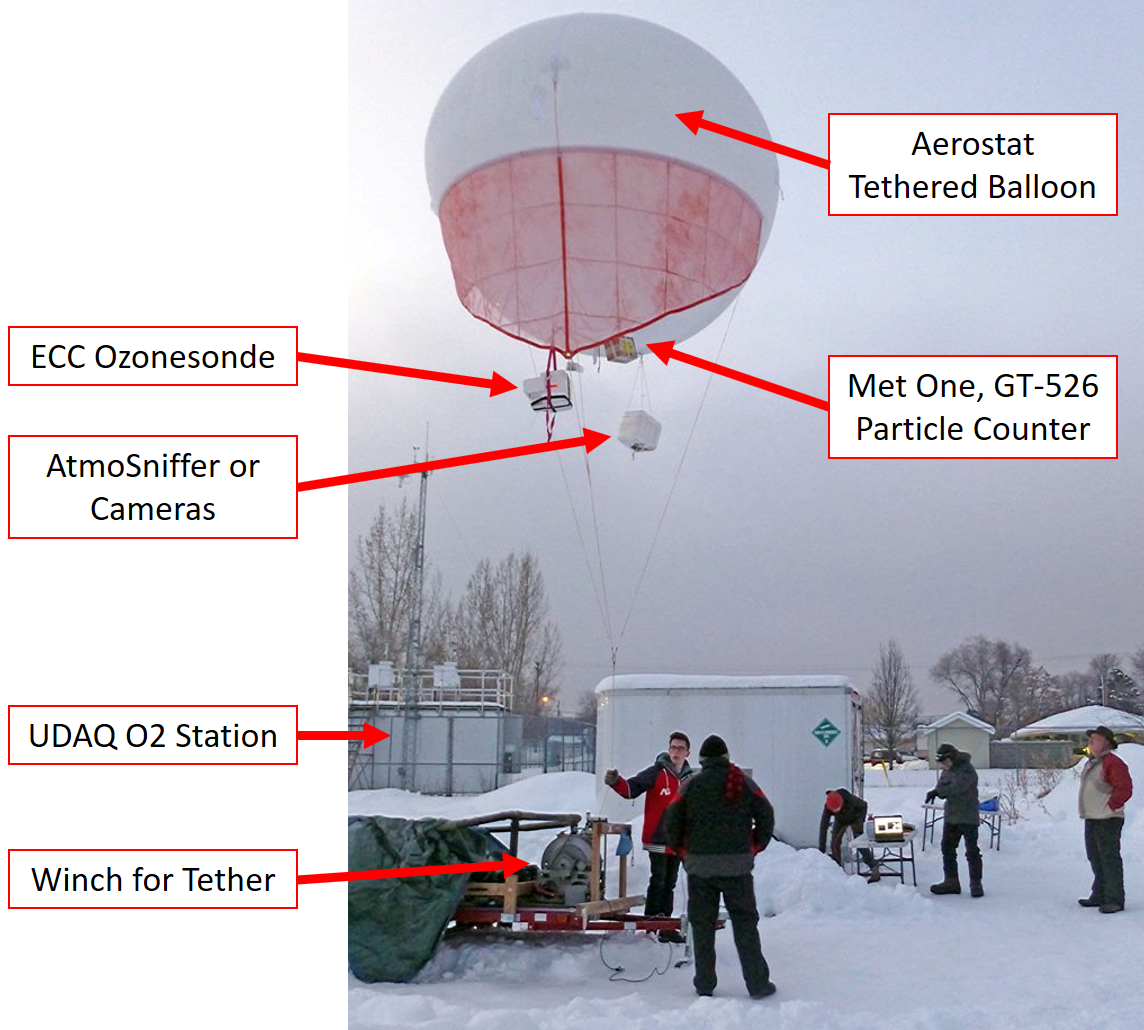 Aerostat
Tethered Balloon
ECC Ozonesonde
Met One, GT-526
Particle Counter
AtmoSniffer or
Cameras
UDAQ O2 Station
Winch for Tether